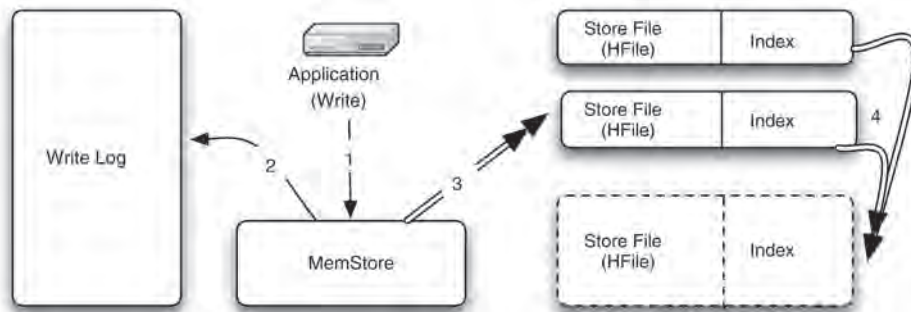 Write Log
Application
(Write)
1
2
3
MemStore
Store File
(HFile)
Index
Store File
(HFile)
Index
4
Store File
(HFile)
Index